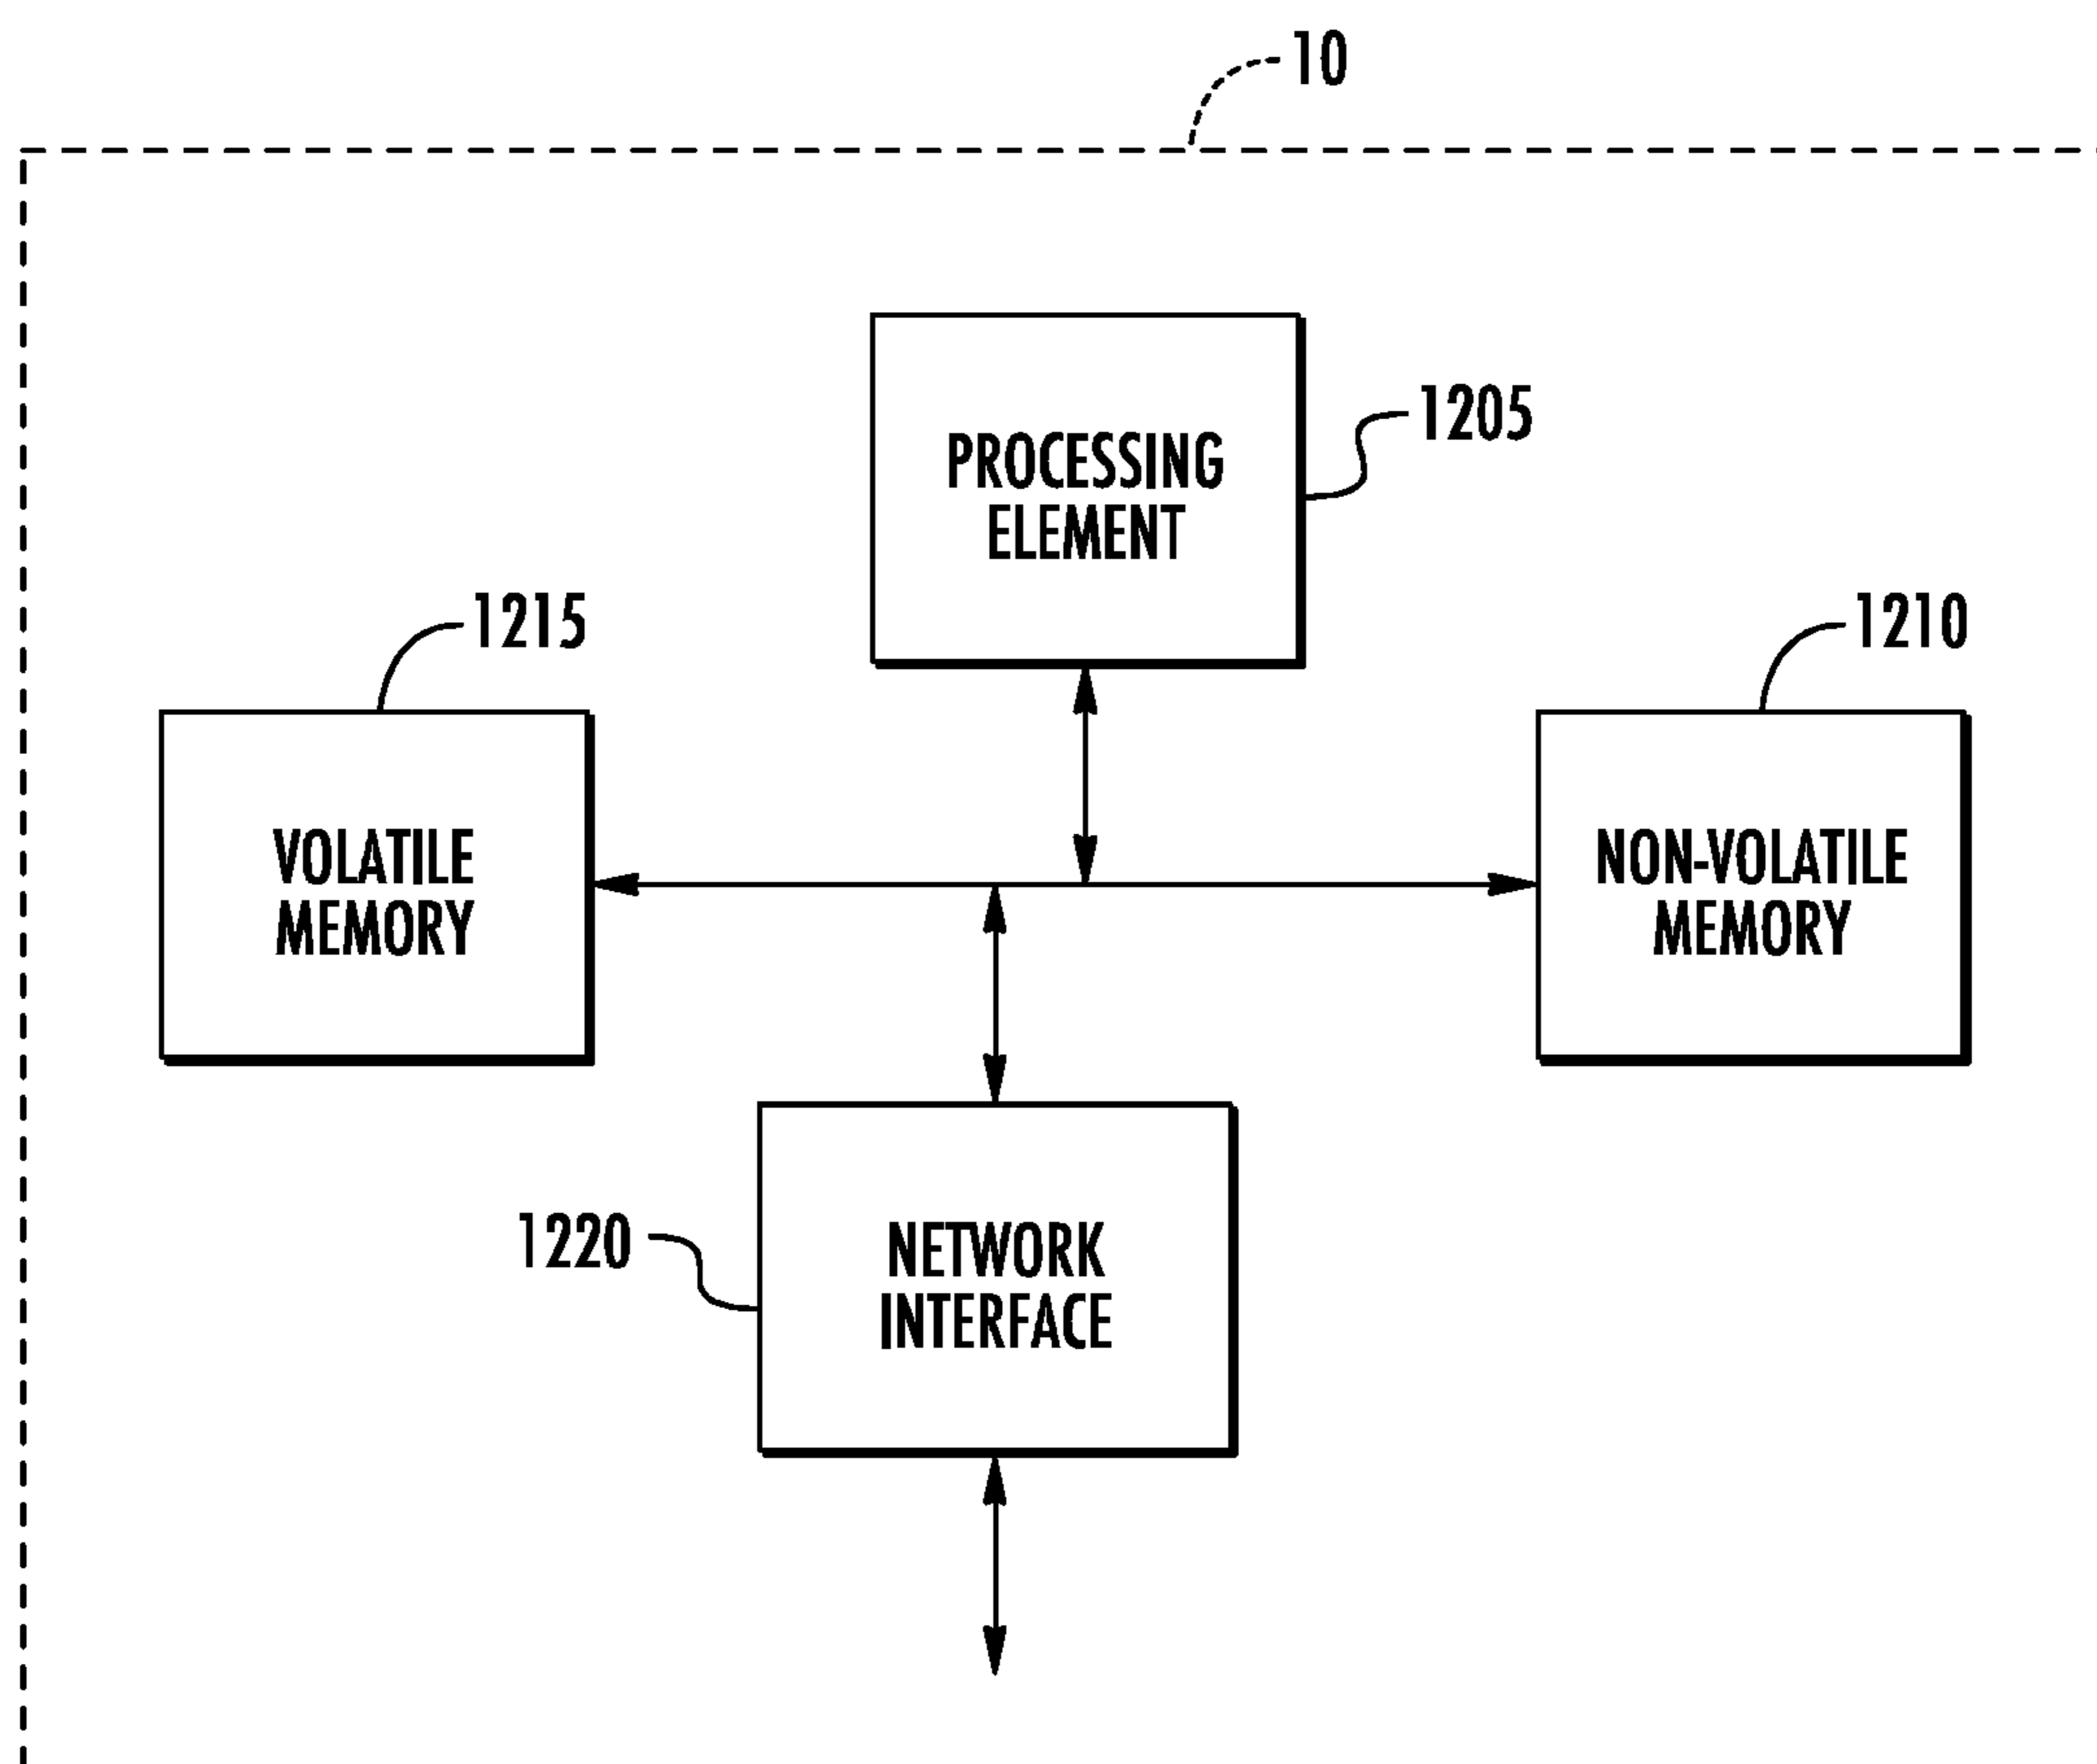 10
PROCESSING
ELEMENT
1205
1215
1210
VOLATILE
MEMORY
NON-VOLATILE
MEMORY
1220
NETWORK
INTERFACE